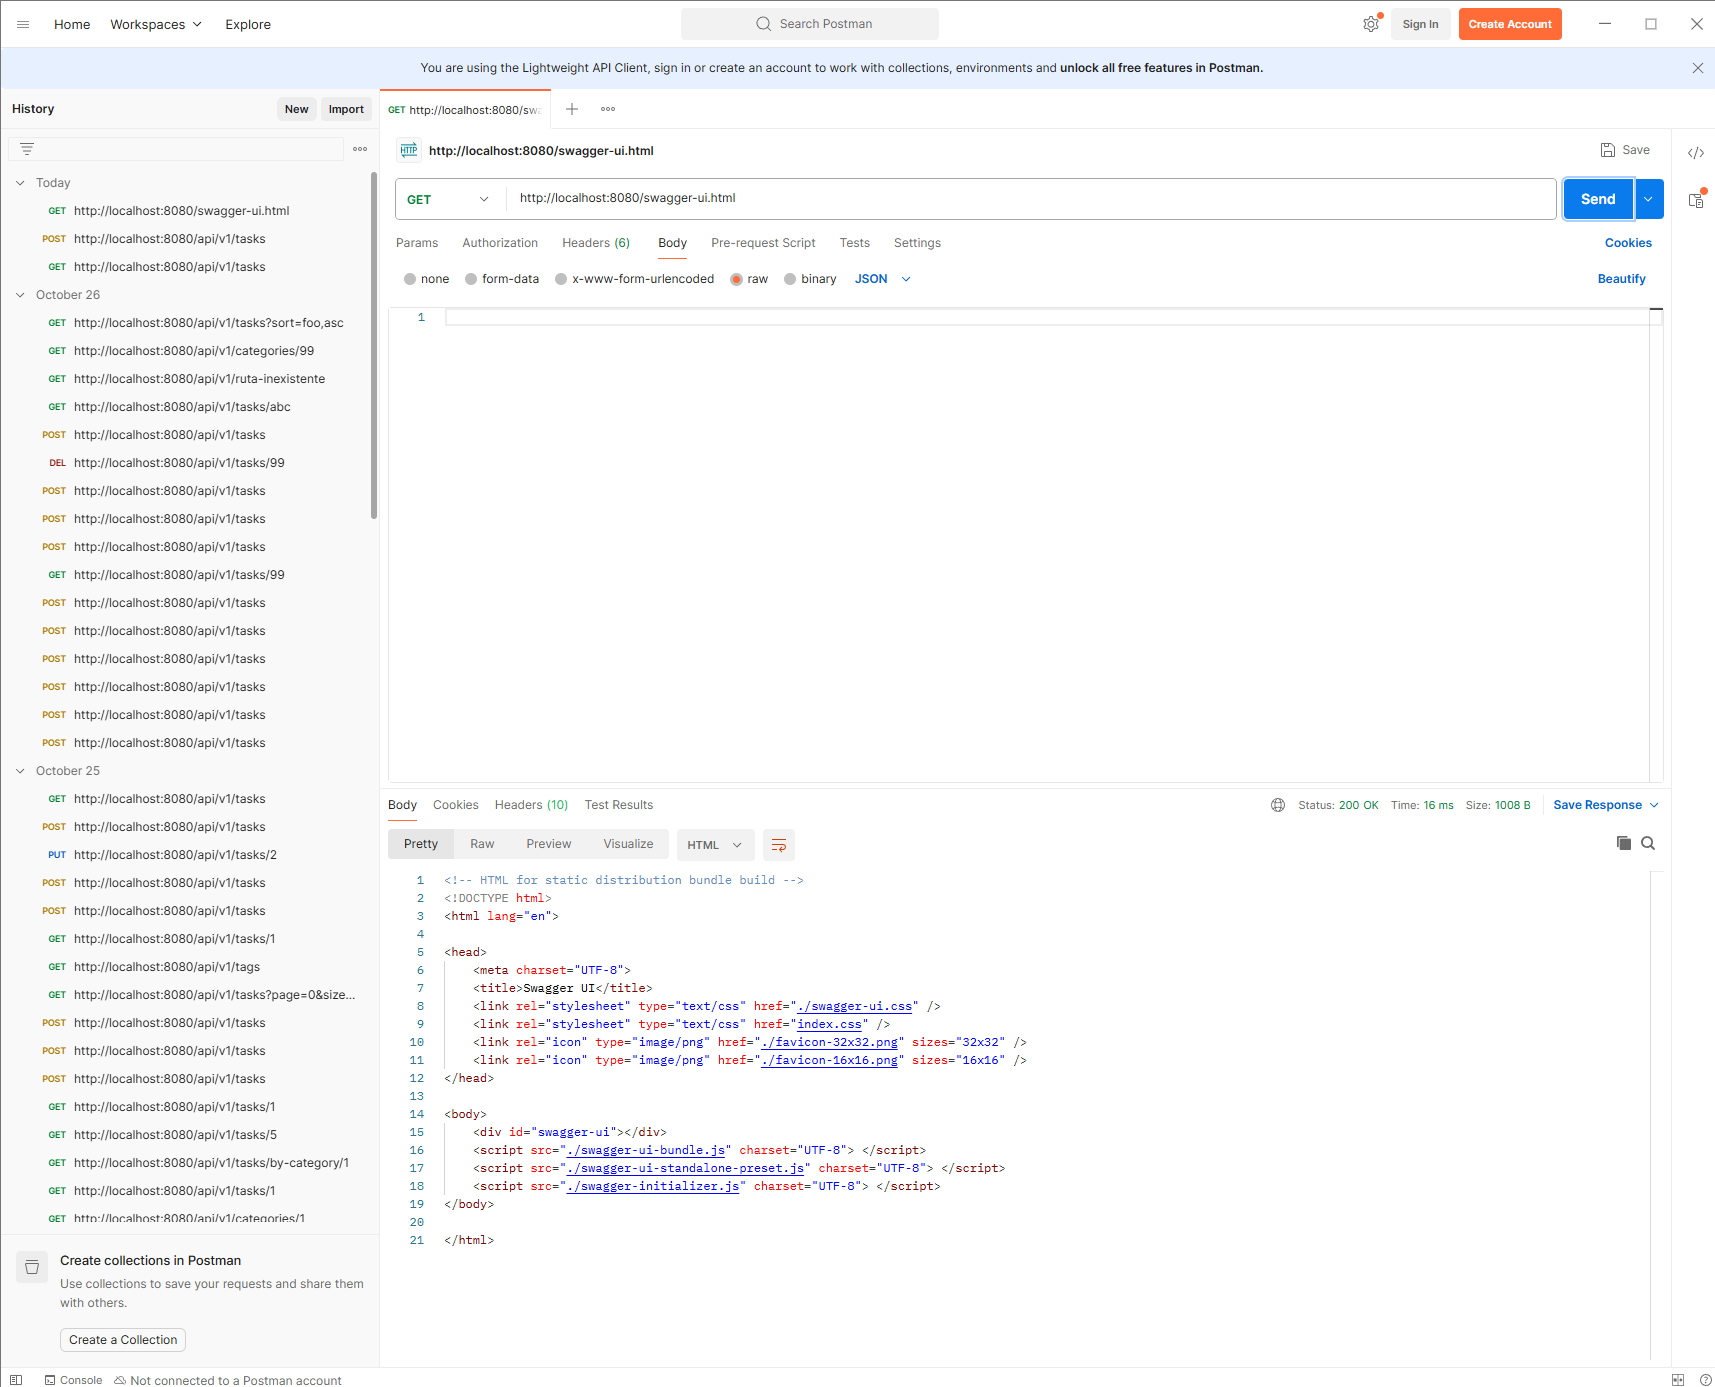 Home Workspaces Explore Search Postman Sign In Create Account
You are using the Lightweight API Client, sign in or create an account to work with collections, environments and unlock all free features in Postman.
History New Import
Today
GET http://localhost:8080/swagger-ui.html
POST http://localhost:8080/api/v1/tasks
GET http://localhost:8080/api/v1/tasks
October 26
GET http://localhost:8080/api/v1/tasks?sort=foo,asc
GET http://localhost:8080/api/v1/categories/99
GET http://localhost:8080/api/v1/ruta-inexistente
GET http://localhost:8080/api/v1/tasks/abc
POST http://localhost:8080/api/v1/tasks
DEL http://localhost:8080/api/v1/tasks/99
POST http://localhost:8080/api/v1/tasks
POST http://localhost:8080/api/v1/tasks
POST http://localhost:8080/api/v1/tasks
GET http://localhost:8080/api/v1/tasks/99
POST http://localhost:8080/api/v1/tasks
POST http://localhost:8080/api/v1/tasks
POST http://localhost:8080/api/v1/tasks
POST http://localhost:8080/api/v1/tasks
POST http://localhost:8080/api/v1/tasks
POST http://localhost:8080/api/v1/tasks
October 25
GET http://localhost:8080/api/v1/tasks
POST http://localhost:8080/api/v1/tasks
PUT http://localhost:8080/api/v1/tasks/2
POST http://localhost:8080/api/v1/tasks
POST http://localhost:8080/api/v1/tasks
GET http://localhost:8080/api/v1/tasks/1
GET http://localhost:8080/api/v1/tags
GET http://localhost:8080/api/v1/tasks?page=0&size...
POST http://localhost:8080/api/v1/tasks
POST http://localhost:8080/api/v1/tasks
POST http://localhost:8080/api/v1/tasks
GET http://localhost:8080/api/v1/tasks/1
GET http://localhost:8080/api/v1/tasks/5
GET http://localhost:8080/api/v1/tasks/by-category/1
GET http://localhost:8080/api/v1/tasks/1
GET http://localhost:8080/api/v1/categories/1
Create collections in Postman
Use collections to save your requests and share them
with others.
Create a Collection
GET http://localhost:8080/swa
HTTP http://localhost:8080/swagger-ui.html Save
GET http://localhost:8080/swagger-ui.html Send
Params Authorization Headers (6) Body Pre-request Script Tests Settings Cookies
none form-data x-www-form-urlencoded raw binary JSON Beautify
1
Body Cookies Headers (10) Test Results Status: 200 OK Time: 16 ms Size: 1008 B Save Response
Pretty Raw Preview Visualize HTML
1 <!-- HTML for static distribution bundle build -->
2 <!DOCTYPE html>
3 <html lang="en">
4
5 <head>
6 <meta charset="UTF-8">
7 <title>Swagger UI</title>
8 <link rel="stylesheet" type="text/css" href="./swagger-ui.css" />
9 <link rel="stylesheet" type="text/css" href="index.css" />
10 <link rel="icon" type="image/png" href="./favicon-32x32.png" sizes="32x32" />
11 <link rel="icon" type="image/png" href="./favicon-16x16.png" sizes="16x16" />
12 </head>
13
14 <body>
15 <div id="swagger-ui"></div>
16 <script src="./swagger-ui-bundle.js" charset="UTF-8"> </script>
17 <script src="./swagger-ui-standalone-preset.js" charset="UTF-8"> </script>
18 <script src="./swagger-initializer.js" charset="UTF-8"> </script>
19 </body>
20
21 </html>
Console Not connected to a Postman account